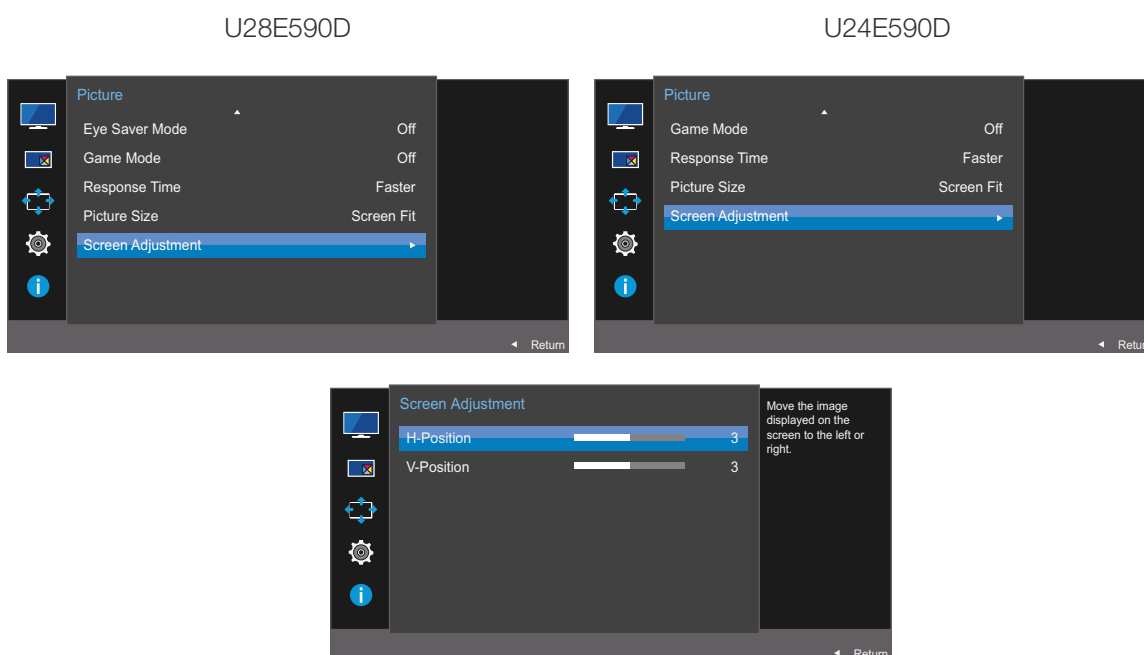 U28E590D
U24E590D
Picture
Eye Saver Mode Off
Game Mode Off
Response Time Faster
Picture Size Screen Fit
Screen Adjustment
Return
Picture
Game Mode Off
Response Time Faster
Picture Size Screen Fit
Screen Adjustment
Retur
Screen Adjustment
H-Position 3
V-Position 3
Move the image
displayed on the
screen to the left or
right.
Return